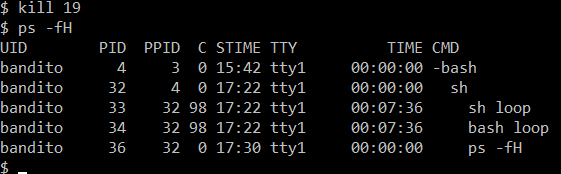 $ kill 19
$ ps -fH
UID        PID  PPID  C STIME TTY          TIME CMD
bandito      4     3  0 15:42 tty1     00:00:00 -bash
bandito     32     4  0 17:22 tty1     00:00:00   sh
bandito     33    32 98 17:22 tty1     00:07:36     sh loop
bandito     34    32 98 17:22 tty1     00:07:36     bash loop
bandito     36    32  0 17:30 tty1     00:00:00     ps -fH
$ _